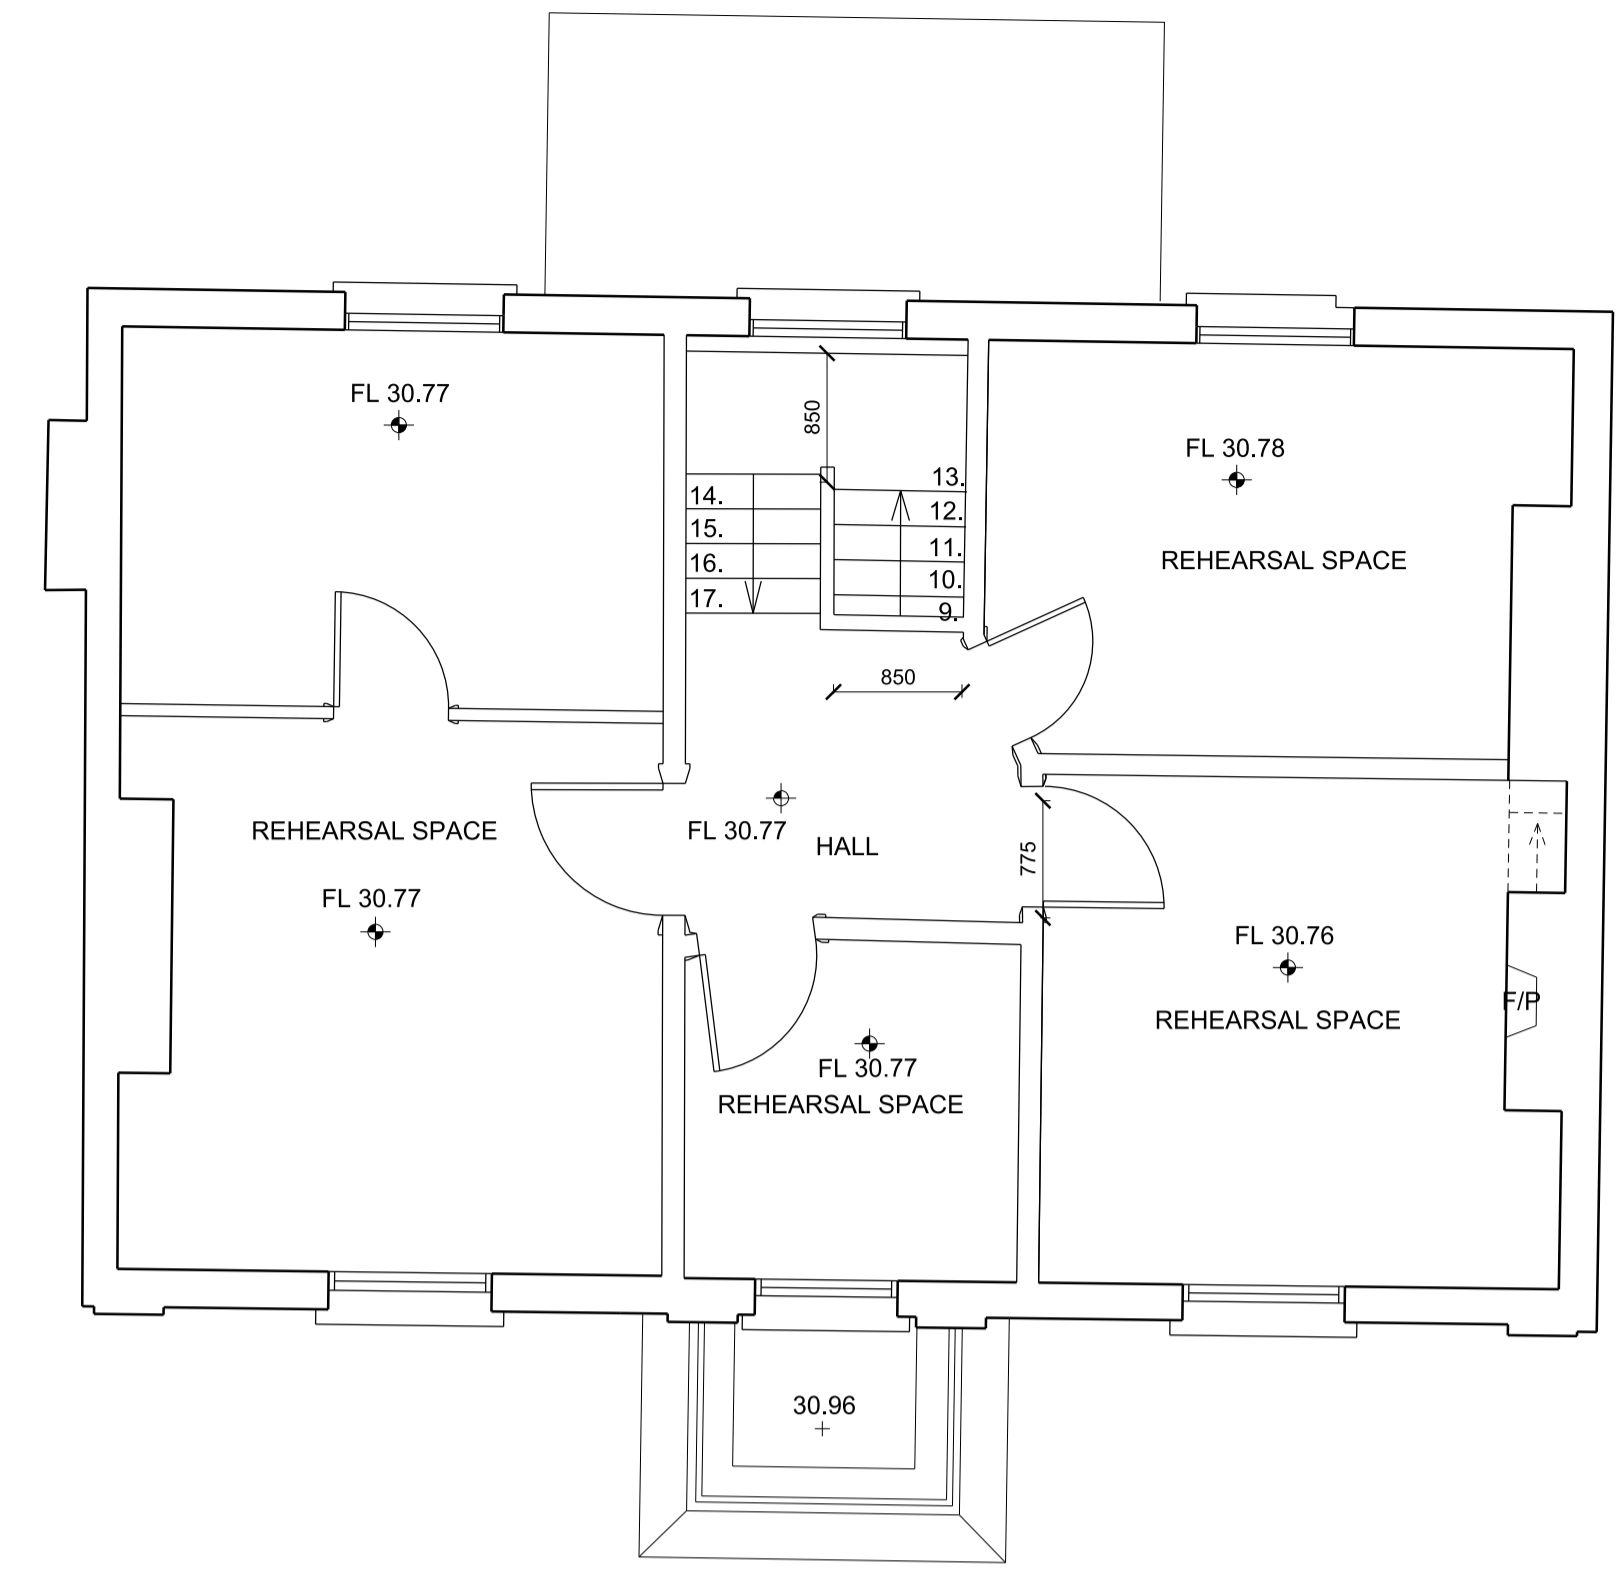 FL 30.77
850
13.
FL 30.78
14.
12.
15.
11.
REHEARSAL SPACE
16.
10.
17.
9.
850
REHEARSAL SPACE
FL 30.77
HALL
775
FL 30.77
FL 30.76
F/P
REHEARSAL SPACE
FL 30.77
REHEARSAL SPACE
30.96